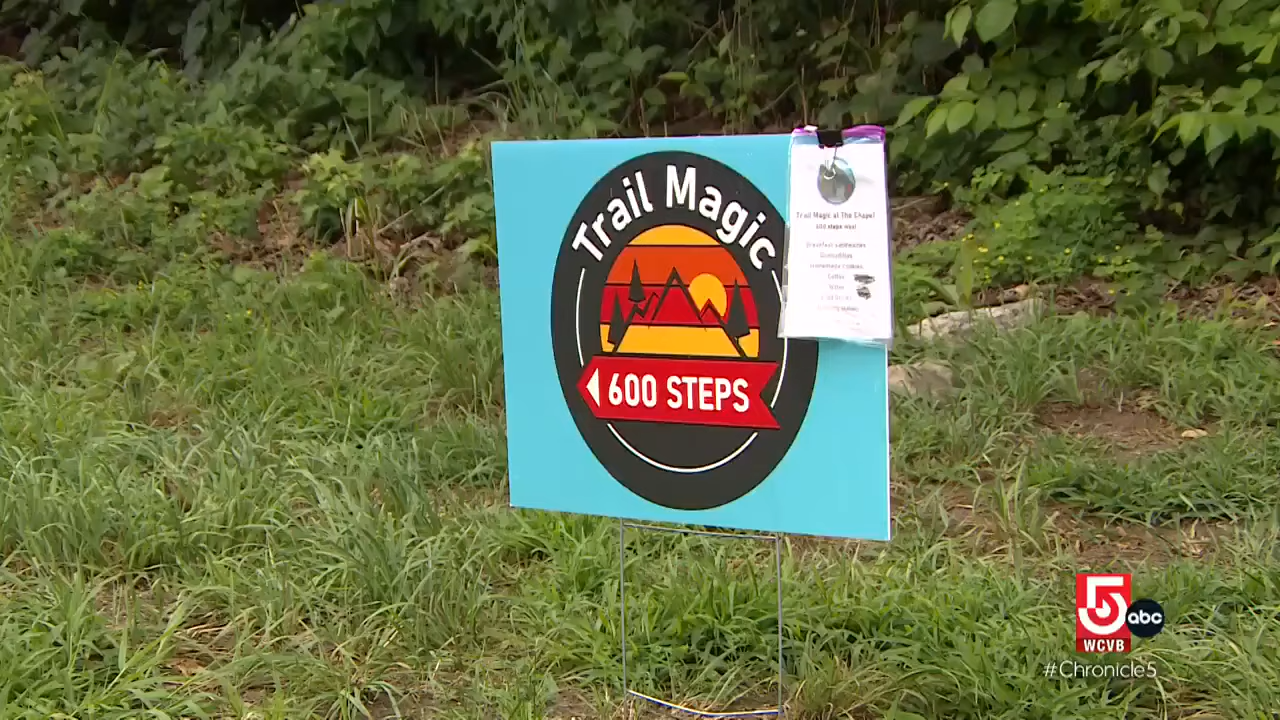 Trail Magic
600 STEPS
Trail Magic at The Chapel
600 steps west
Breakfast sandwiches
Quesadillas
Homemade cookies
Coffee
5
abc
WCVB
#Chronicle5